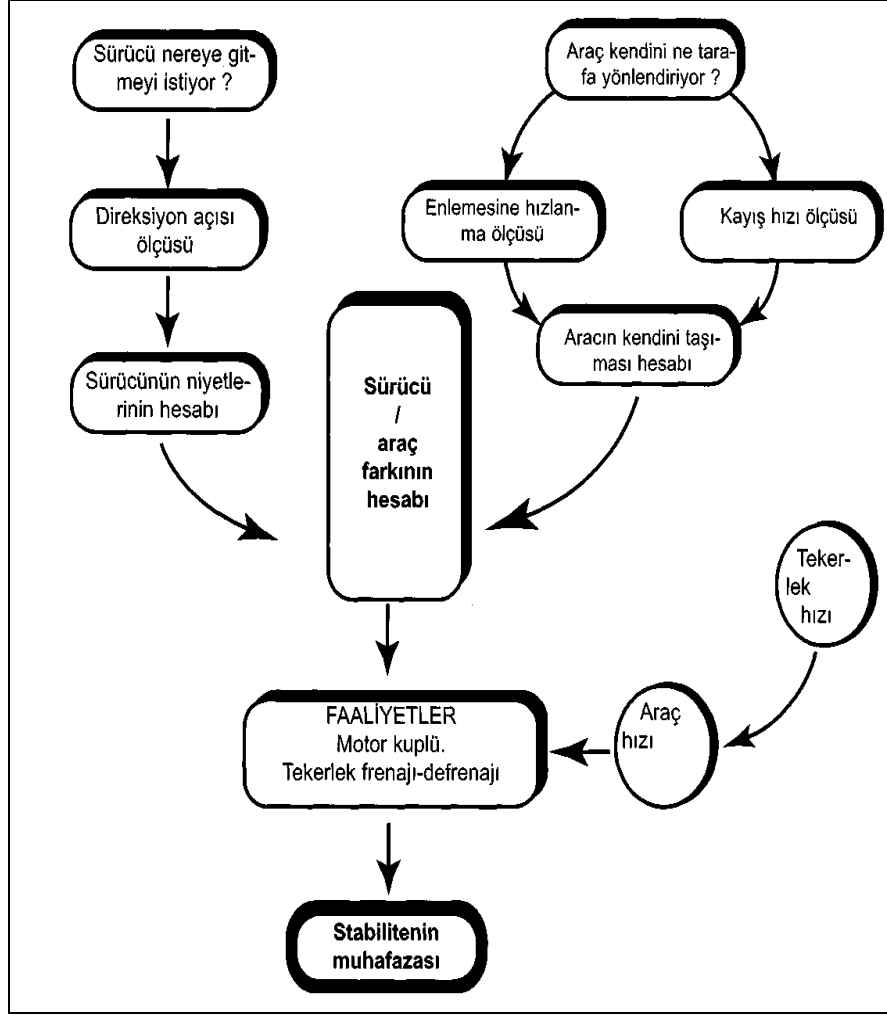 Sürücü nereye git-
meyi istiyor ?
Direksiyon açısı
ölçüsü
Sürücünün niyetle-
rinin hesabı
Araç kendini ne tara-
fa yönlendiriyor ?
Enlemesine hızlan-
ma ölçüsü
Kayış hızı ölçüsü
Aracın kendini taşı-
ması hesabı
Sürücü
/
araç
farkının
hesabı
Teker-
lek
hızı
Araç
hızı
FAALİYETLER
Motor kuplü.
Tekerlek frenajı-defrenajı
Stabilitenin
muhafazası